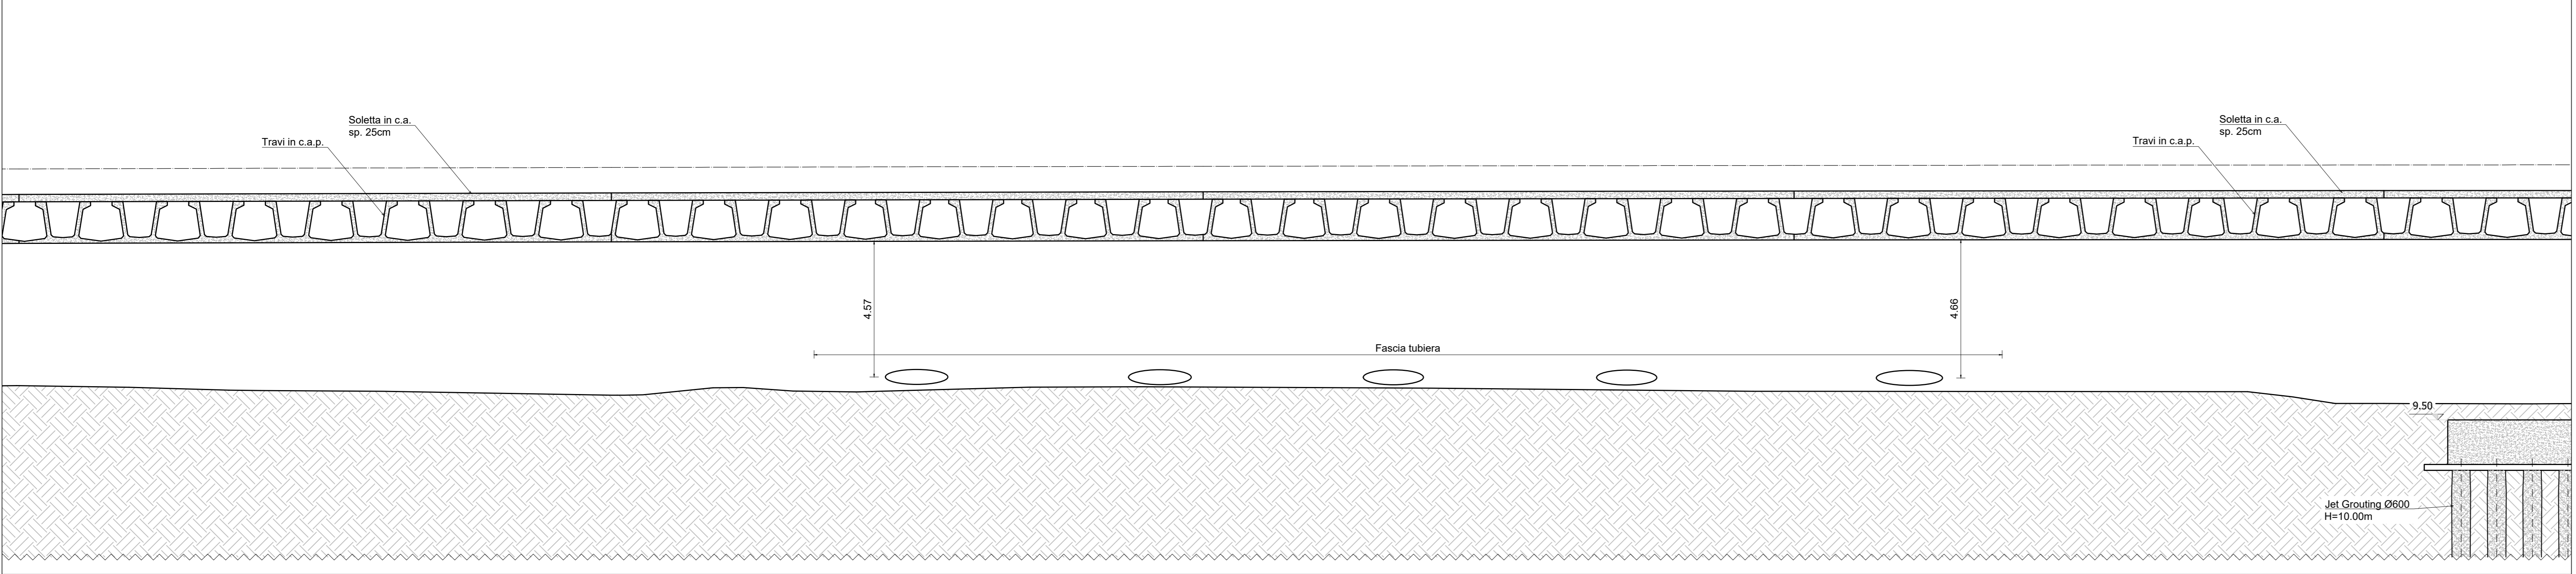 Soletta in c.a.
sp. 25cm
Travi in c.a.p.
Soletta in c.a.
sp. 25cm
Travi in c.a.p.
4.57
4.66
Fascia tubiera
9.50
Jet Grouting Ø600
H=10.00m